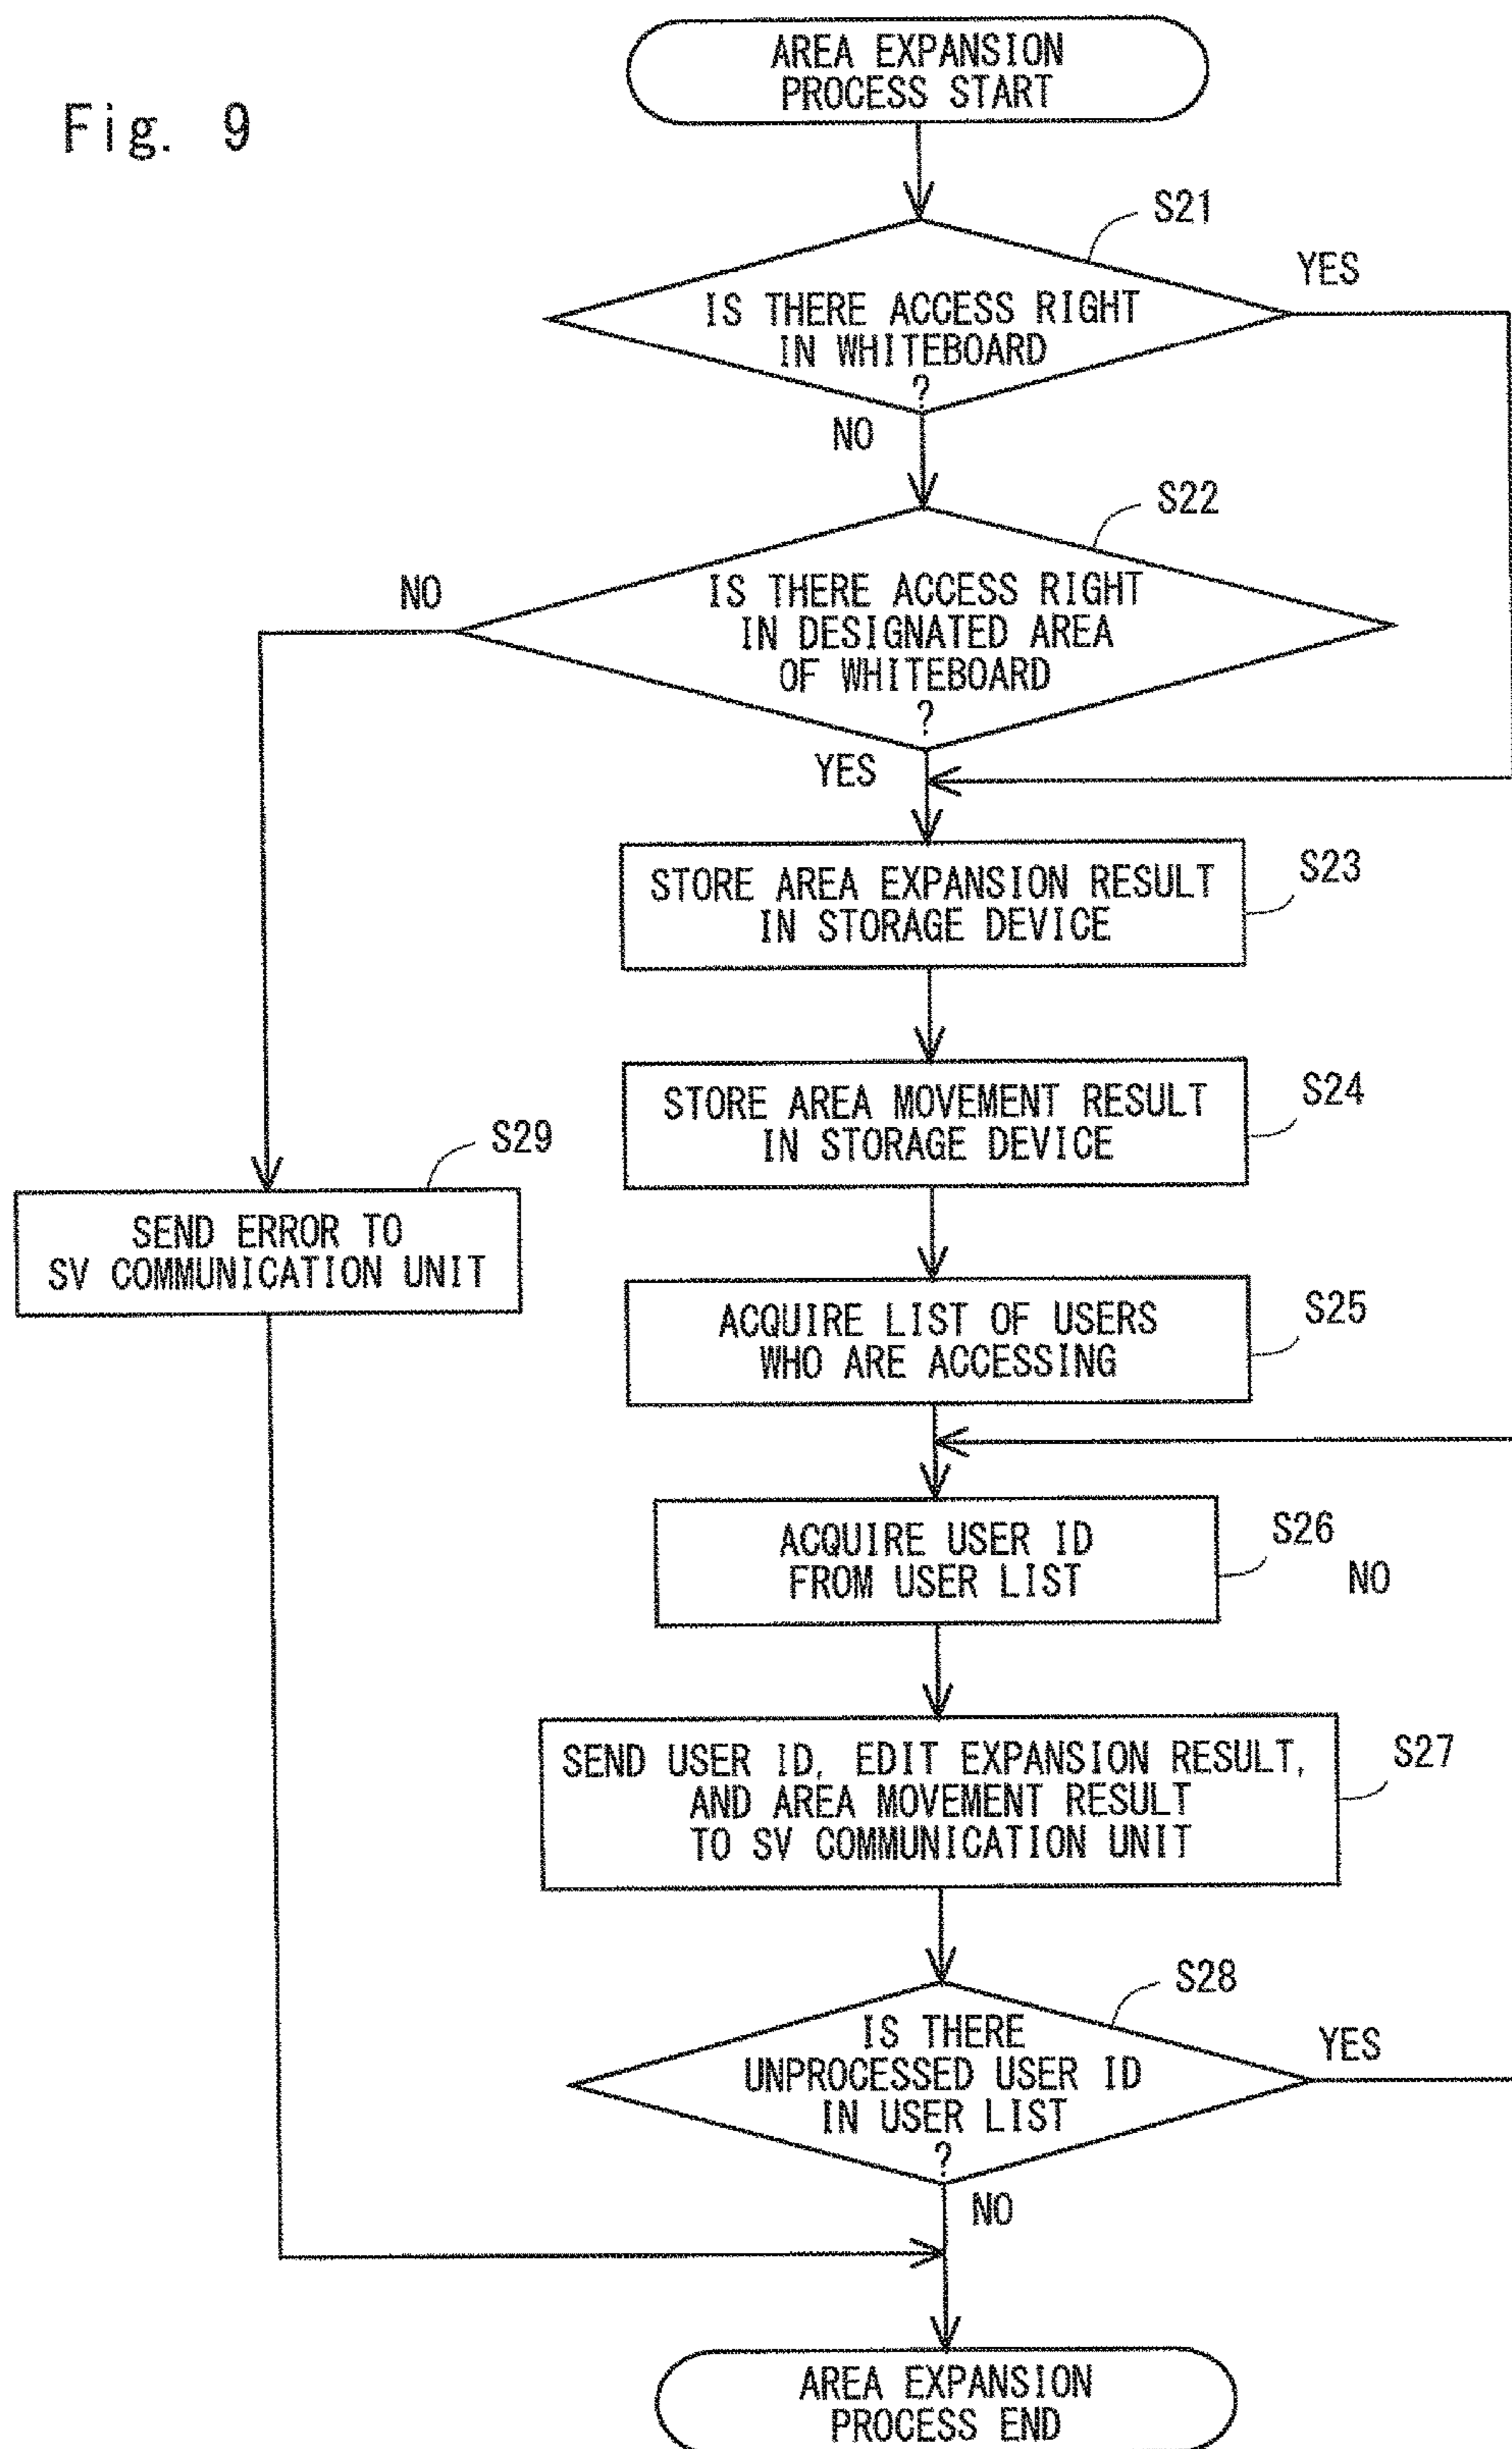 Fig. 9
AREA EXPANSION
PROCESS START
S21
YES
IS THERE ACCESS RIGHT
IN WHITEBOARD
?
NO
S22
NO
IS THERE ACCESS RIGHT
IN DESIGNATED AREA
OF WHITEBOARD
?
YES
S23
STORE AREA EXPANSION RESULT
IN STORAGE DEVICE
S24
STORE AREA MOVEMENT RESULT
IN STORAGE DEVICE
S29
SEND ERROR TO
SV COMMUNICATION UNIT
S25
ACQUIRE LIST OF USERS
WHO ARE ACCESSING
S26
ACQUIRE USER ID
FROM USER LIST
NO
S27
SEND USER ID, EDIT EXPANSION RESULT,
AND AREA MOVEMENT RESULT
TO SV COMMUNICATION UNIT
S28
IS THERE
UNPROCESSED USER ID
IN USER LIST
?
YES
NO
AREA EXPANSION
PROCESS END